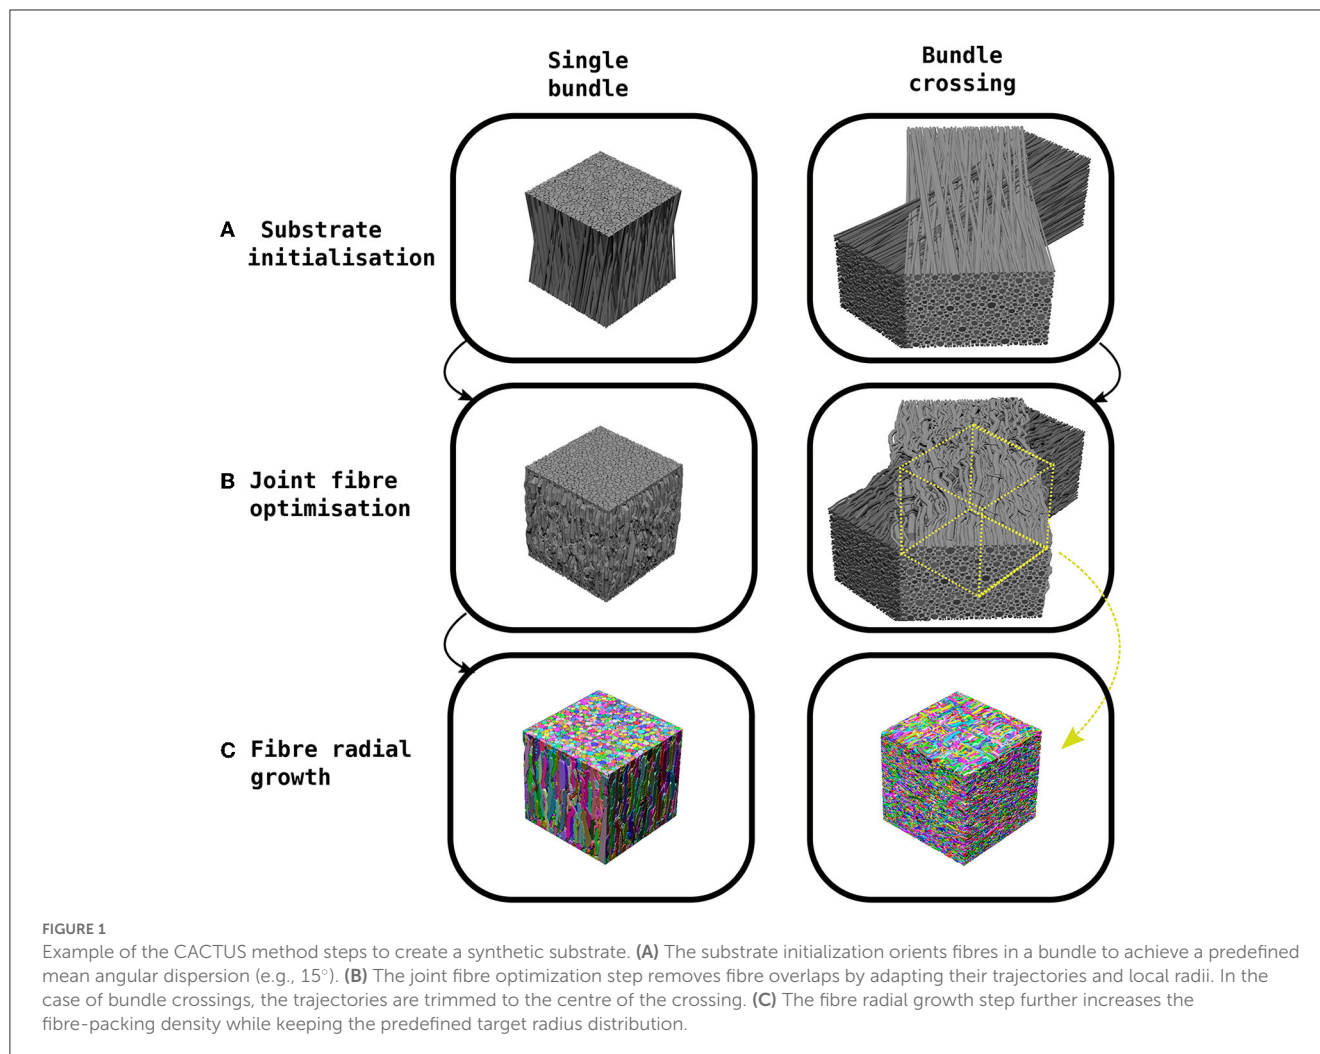 Single
bundle
Bundle
crossing
A Substrate
initialisation
B Joint fibre
optimisation
C Fibre radial
growth
FIGURE 1
Example of the CACTUS method steps to create a synthetic substrate. (A) The substrate initialization orients fibres in a bundle to achieve a predefined
mean angular dispersion (e.g., 15°). (B) The joint fibre optimization step removes fibre overlaps by adapting their trajectories and local radii. In the
case of bundle crossings, the trajectories are trimmed to the centre of the crossing. (C) The fibre radial growth step further increases the
fibre-packing density while keeping the predefined target radius distribution.